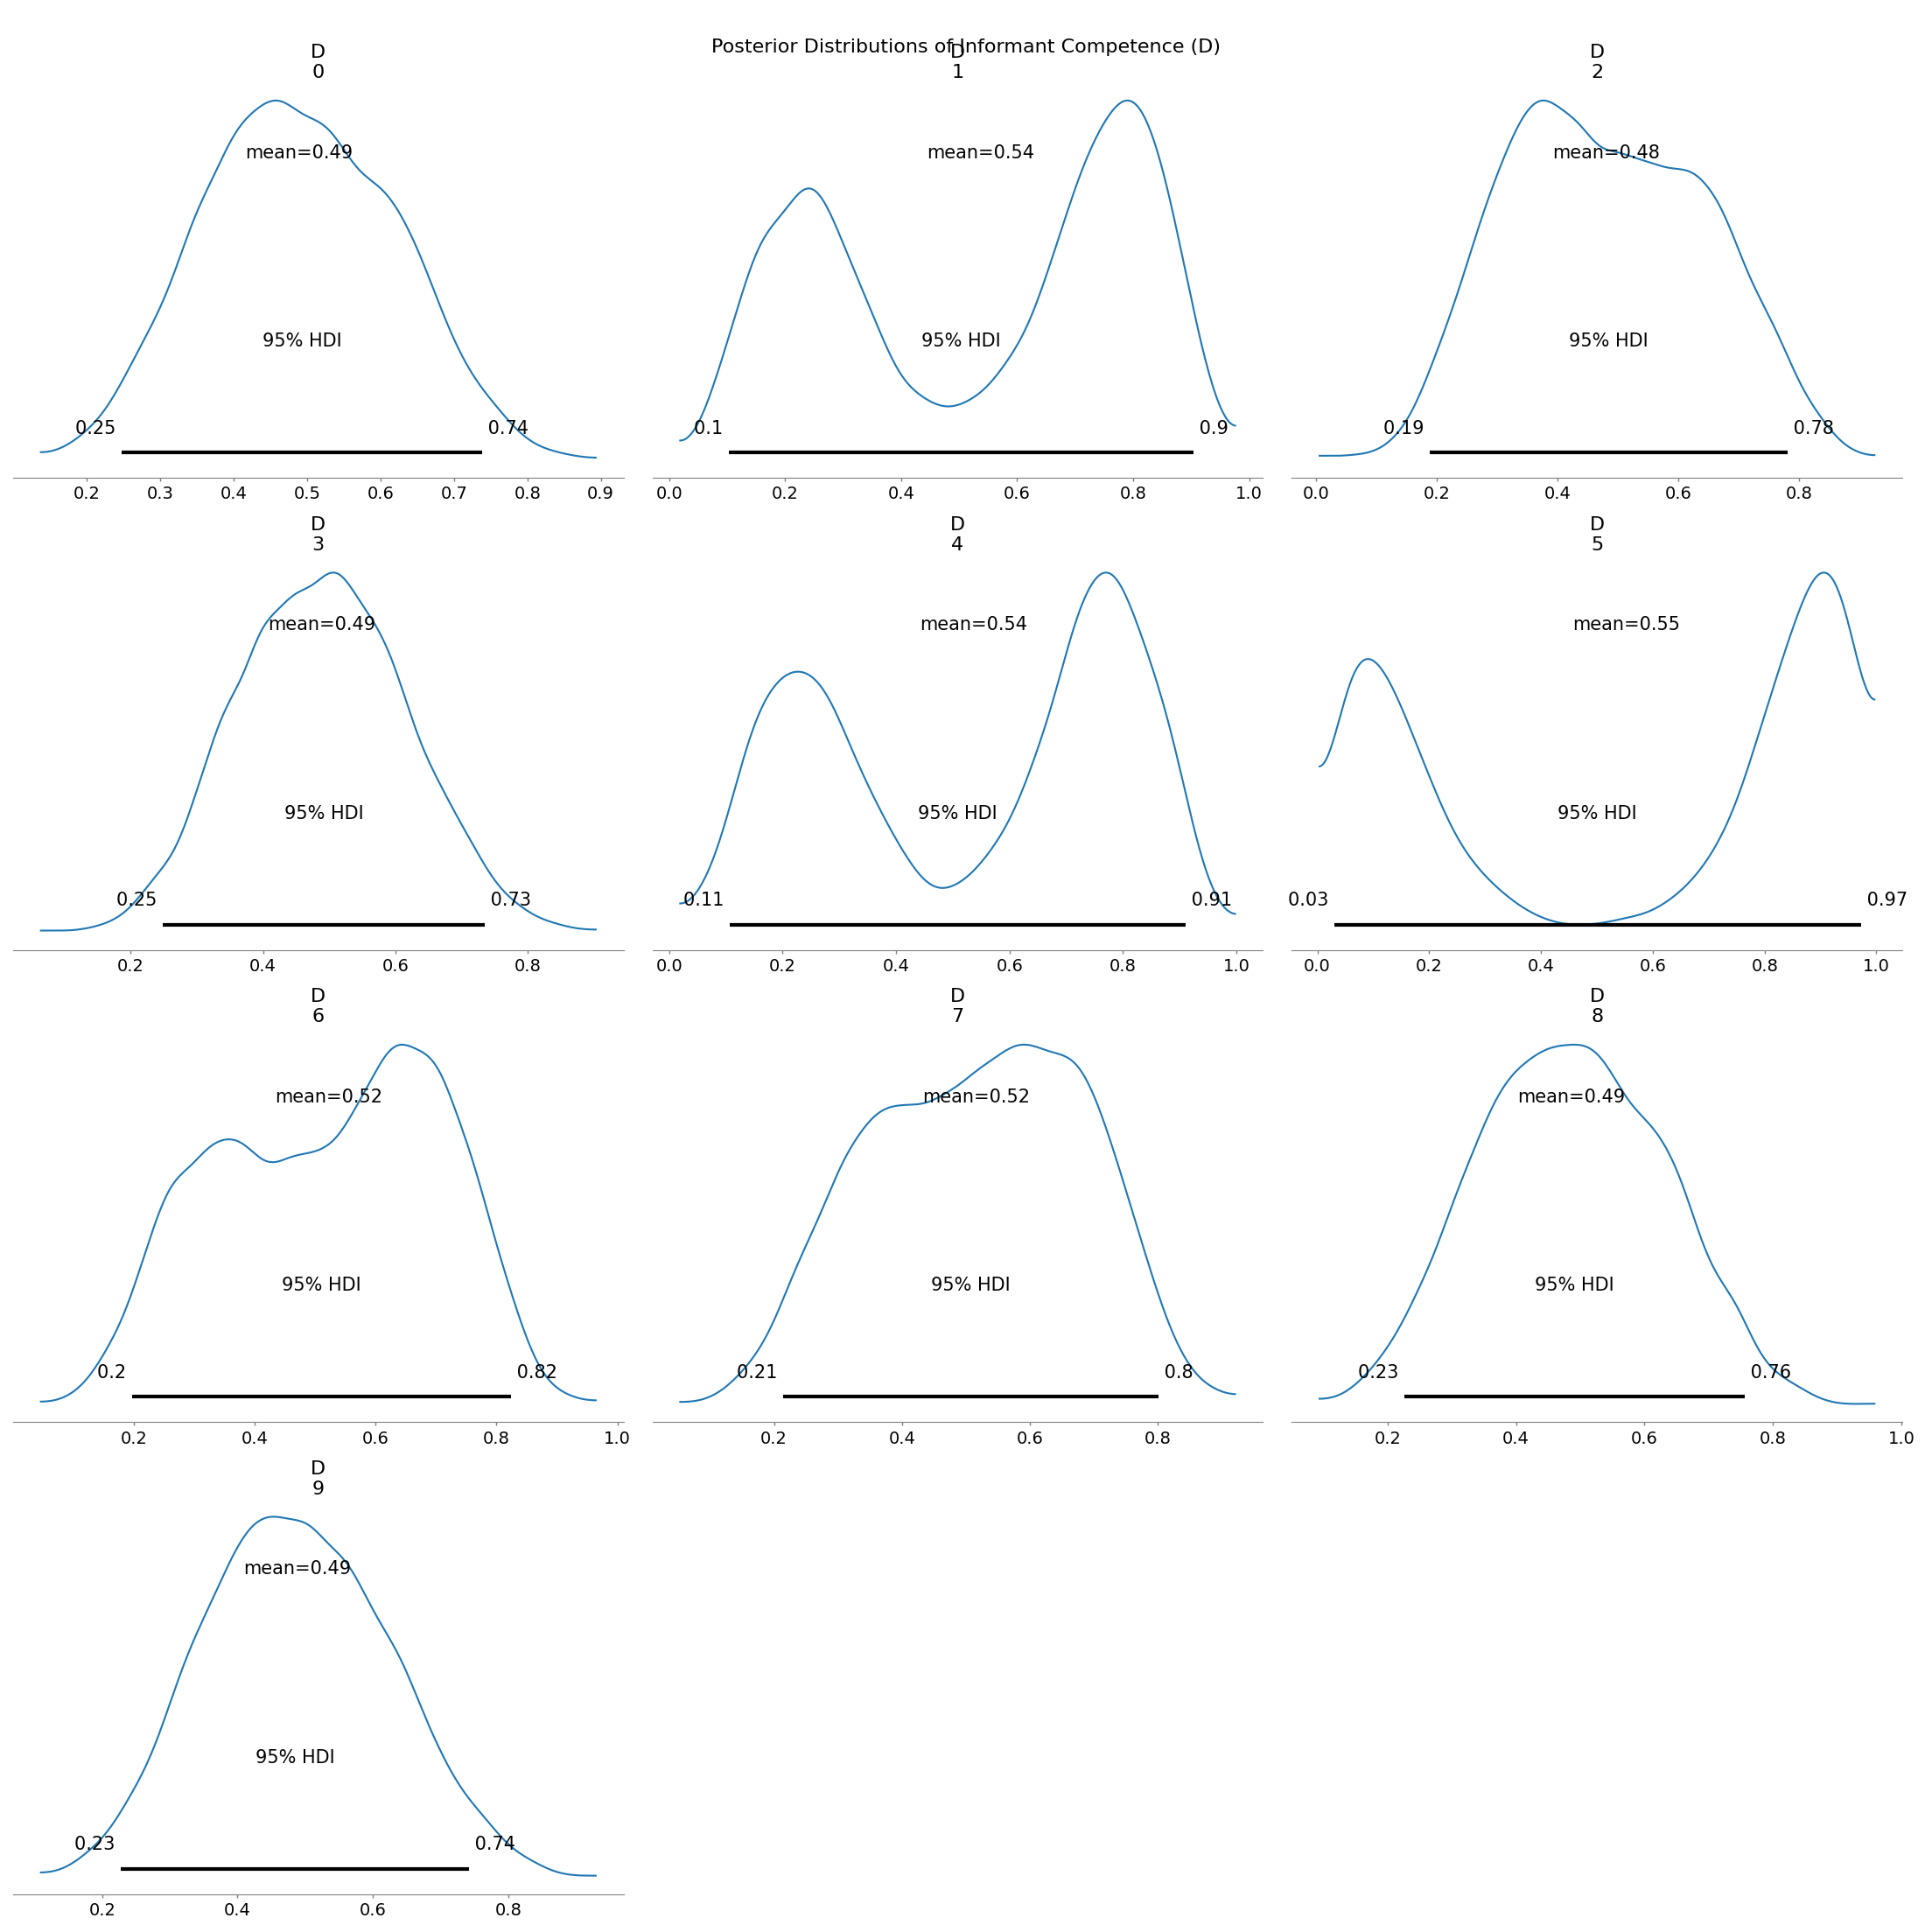 Posterior Distributions of Informant Competence (D)
D
0
mean=0.49
95% HDI
0.25
0.74
0.2 0.3 0.4 0.5 0.6 0.7 0.8 0.9
D
1
mean=0.54
95% HDI
0.1
0.9
0.0 0.2 0.4 0.6 0.8 1.0
D
2
mean=0.48
95% HDI
0.19
0.78
0.0 0.2 0.4 0.6 0.8
D
3
mean=0.49
95% HDI
0.25
0.73
0.2 0.4 0.6 0.8
D
4
mean=0.54
95% HDI
0.11
0.91
0.0 0.2 0.4 0.6 0.8 1.0
D
5
mean=0.55
95% HDI
0.03
0.97
0.0 0.2 0.4 0.6 0.8 1.0
D
6
mean=0.52
95% HDI
0.2
0.82
0.2 0.4 0.6 0.8 1.0
D
7
mean=0.52
95% HDI
0.21
0.8
0.2 0.4 0.6 0.8
D
8
mean=0.49
95% HDI
0.23
0.76
0.2 0.4 0.6 0.8 1.0
D
9
mean=0.49
95% HDI
0.23
0.74
0.2 0.4 0.6 0.8